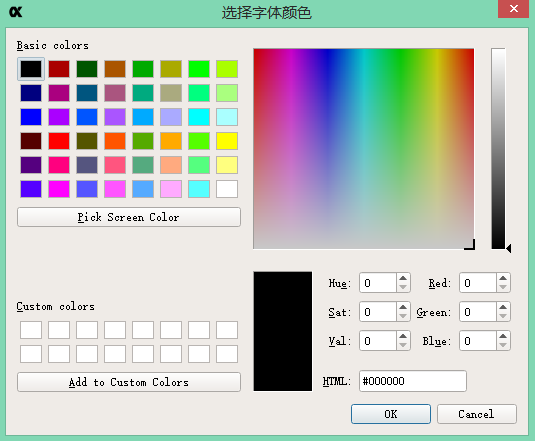 选择字体颜色
Basic colors
Pick Screen Color
Custom colors
Add to Custom Colors
Hue: 0 Red: 0
Sat: 0 Green: 0
Val: 0 Blue: 0
HTML: #000000
OK Cancel